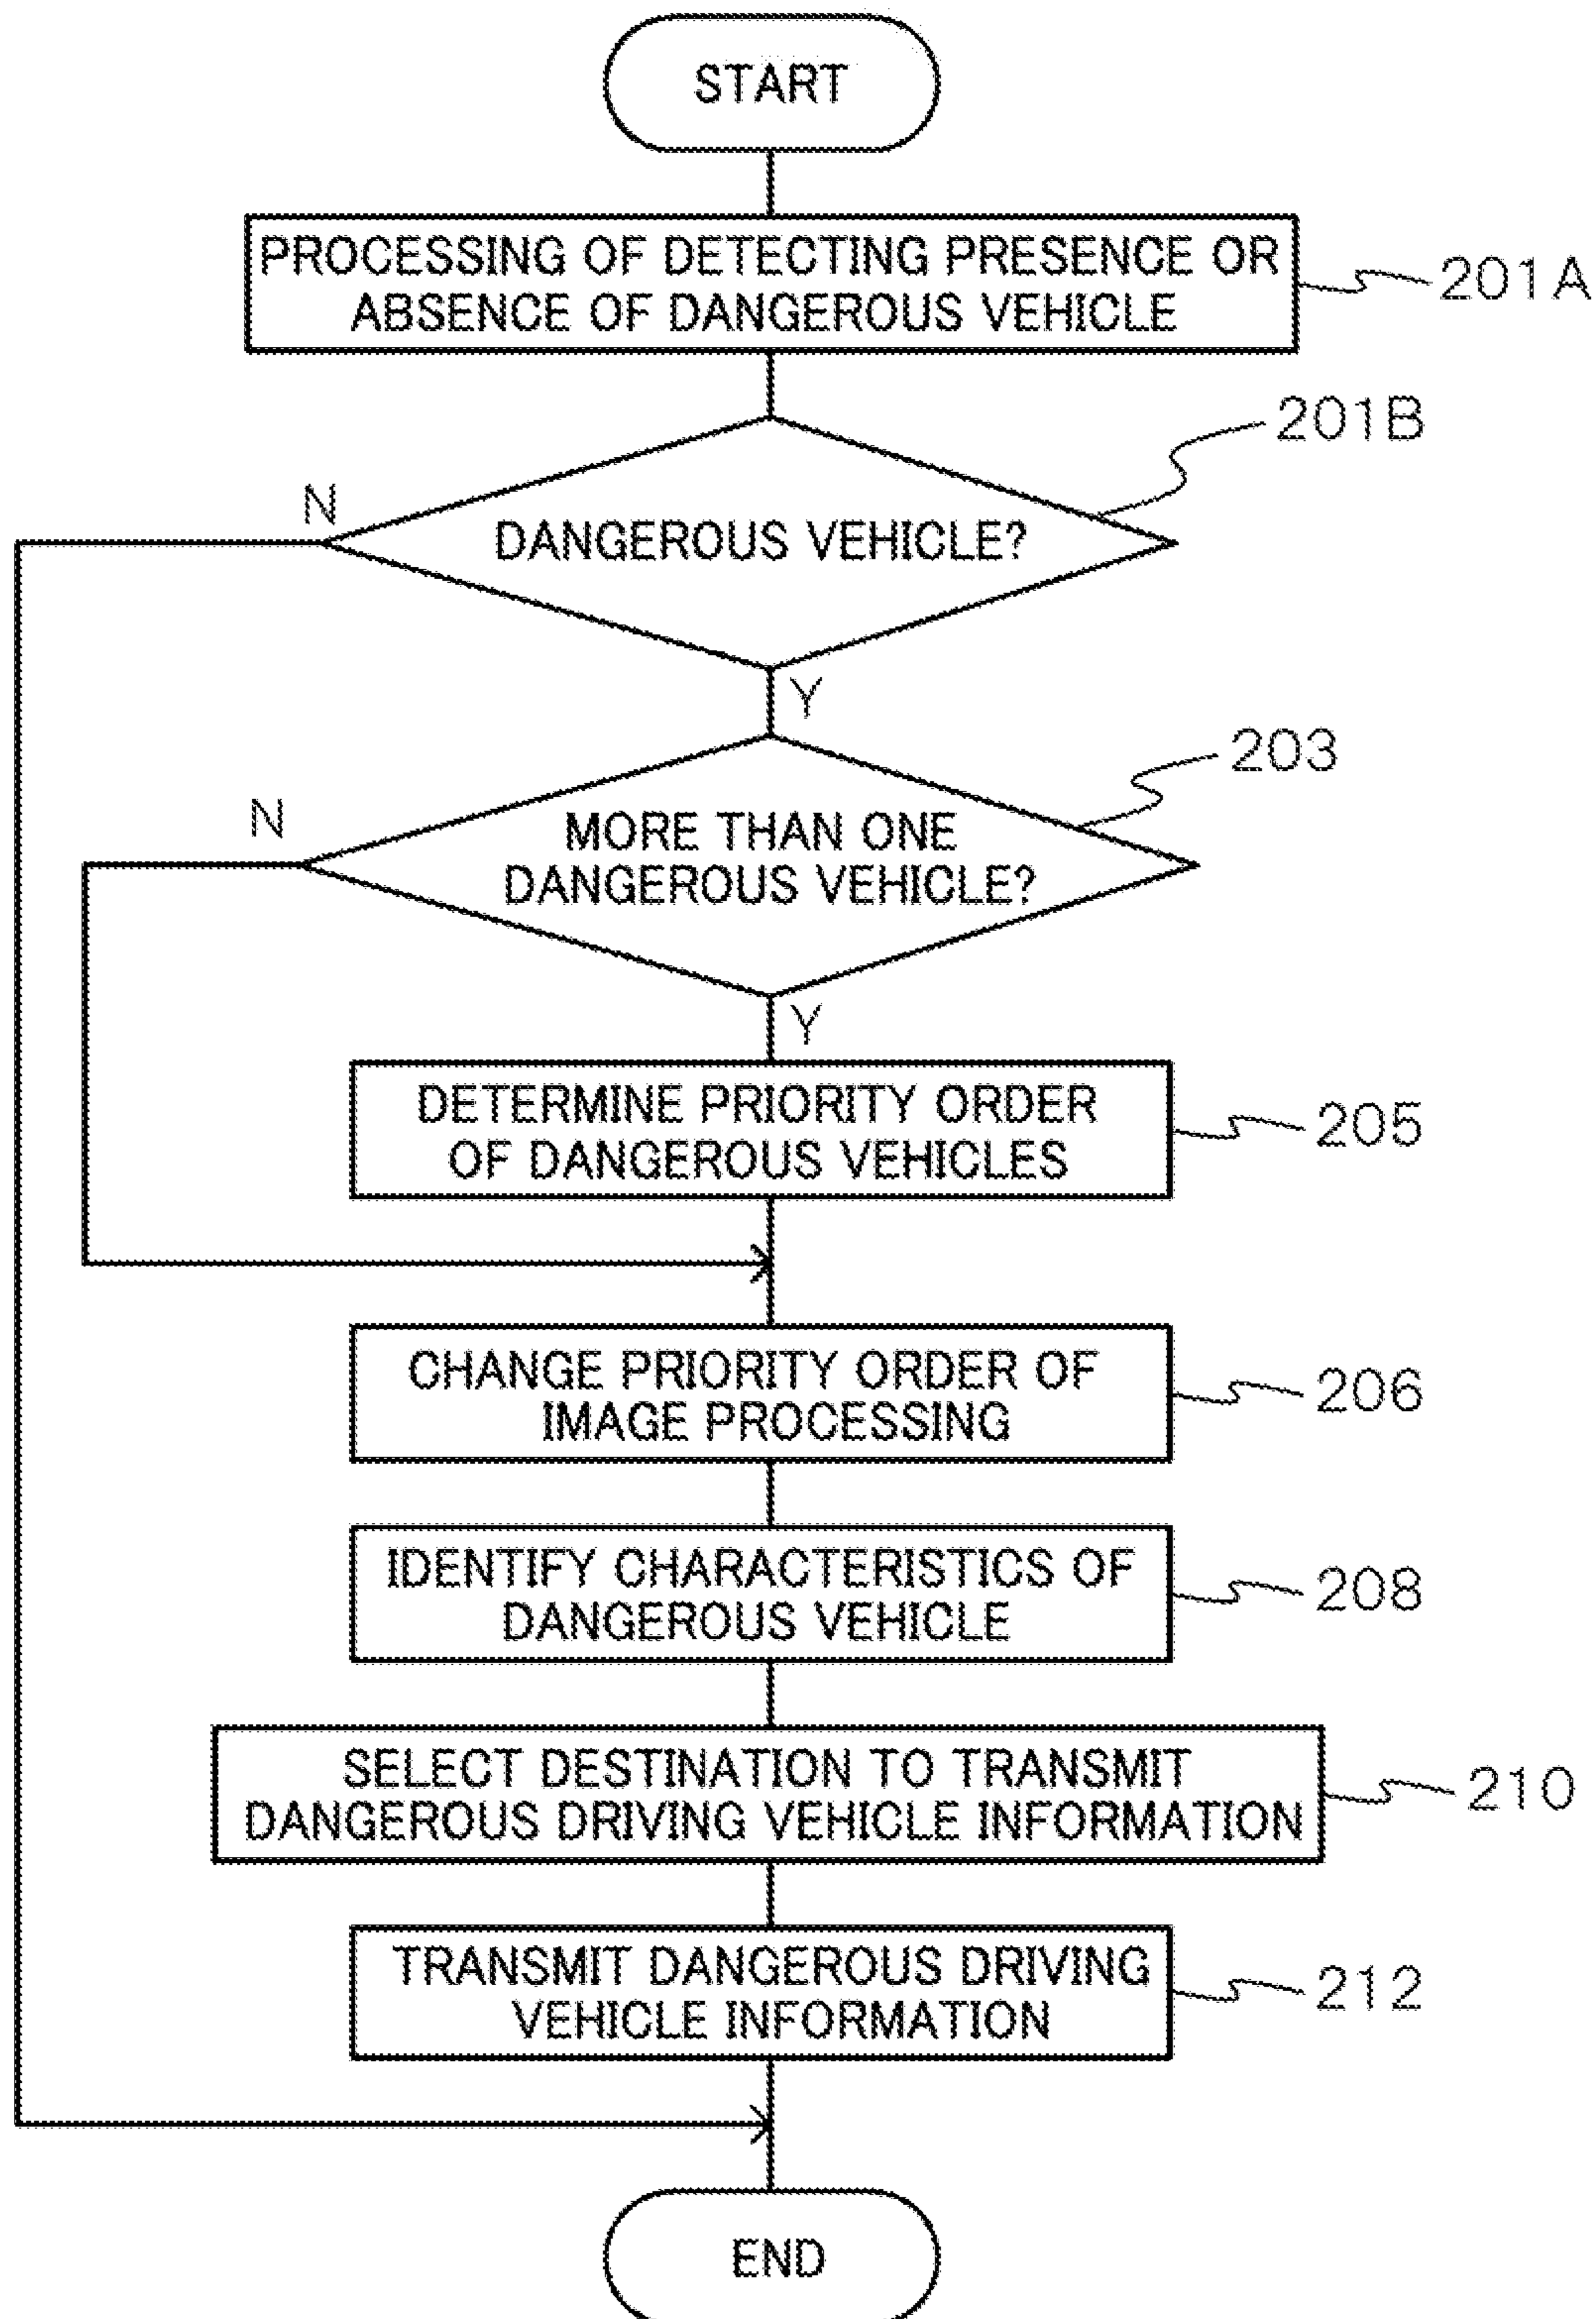 START
PROCESSING OF DETECTING PRESENCE OR
ABSENCE OF DANGEROUS VEHICLE
201A
201B
N
DANGEROUS VEHICLE?
Y
203
N
MORE THAN ONE
DANGEROUS VEHICLE?
Y
DETERMINE PRIORITY ORDER
OF DANGEROUS VEHICLES
205
CHANGE PRIORITY ORDER OF
IMAGE PROCESSING
206
IDENTIFY CHARACTERISTICS OF
DANGEROUS VEHICLE
208
SELECT DESTINATION TO TRANSMIT
DANGEROUS DRIVING VEHICLE INFORMATION
210
TRANSMIT DANGEROUS DRIVING
VEHICLE INFORMATION
212
END